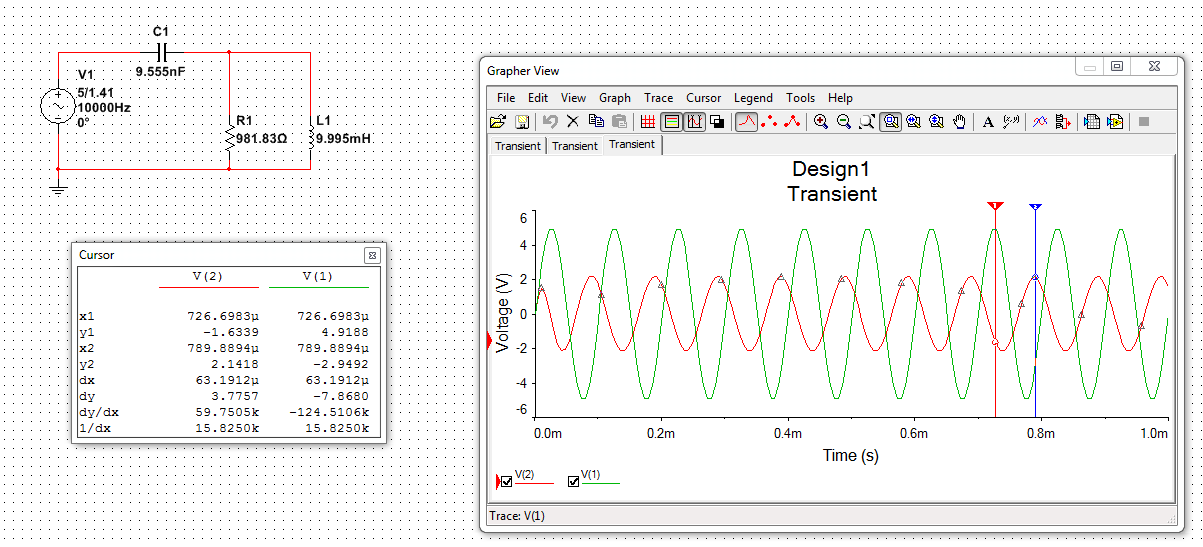 C1
9.555nF
V1
5/1.41
10000Hz
0°
R1
981.83Ω
L1
9.995mH
Cursor
V(2) V(1)
x1 726.6983µ 726.6983µ
y1 -1.6339 4.9188
x2 789.8894µ 789.8894µ
y2 2.1418 -2.9492
dx 63.1912µ 63.1912µ
dy 3.7757 -7.8680
dy/dx 59.7505k -124.5106k
1/dx 15.8250k 15.8250k
Grapher View
File Edit View Graph Trace Cursor Legend Tools Help
Transient Transient Transient
Design1
Transient
Voltage (V)
6
4
2
0
-2
-4
-6
0.0m 0.2m 0.4m 0.6m 0.8m 1.0m
Time (s)
V(2) V(1)
Trace: V(1)